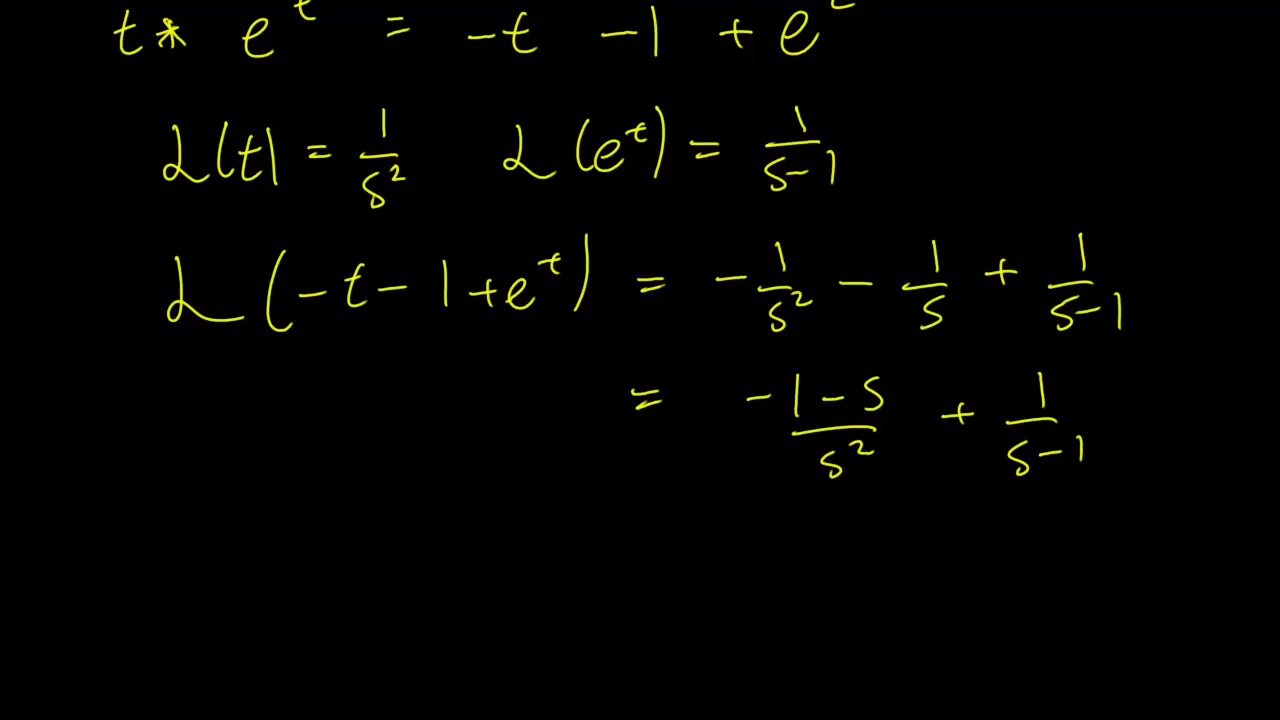 t * e^t = -t - 1 + e^t
ℒ(t) = 1/s² ℒ(e^t) = 1/(s-1)
ℒ(-t-1+e^t) = -1/s² - 1/s + 1/(s-1)
= (-1-s)/s² + 1/(s-1)